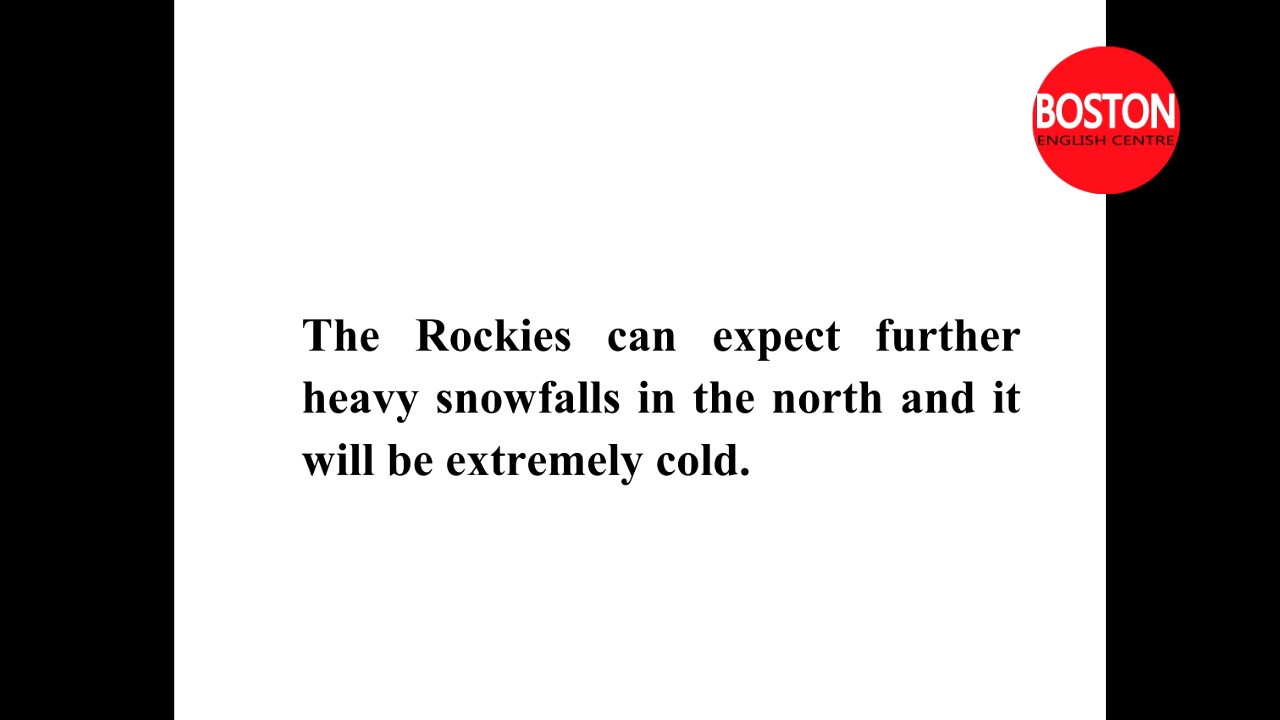 BOSTON
ENGLISH CENTRE
The Rockies can expect further
heavy snowfalls in the north and it
will be extremely cold.